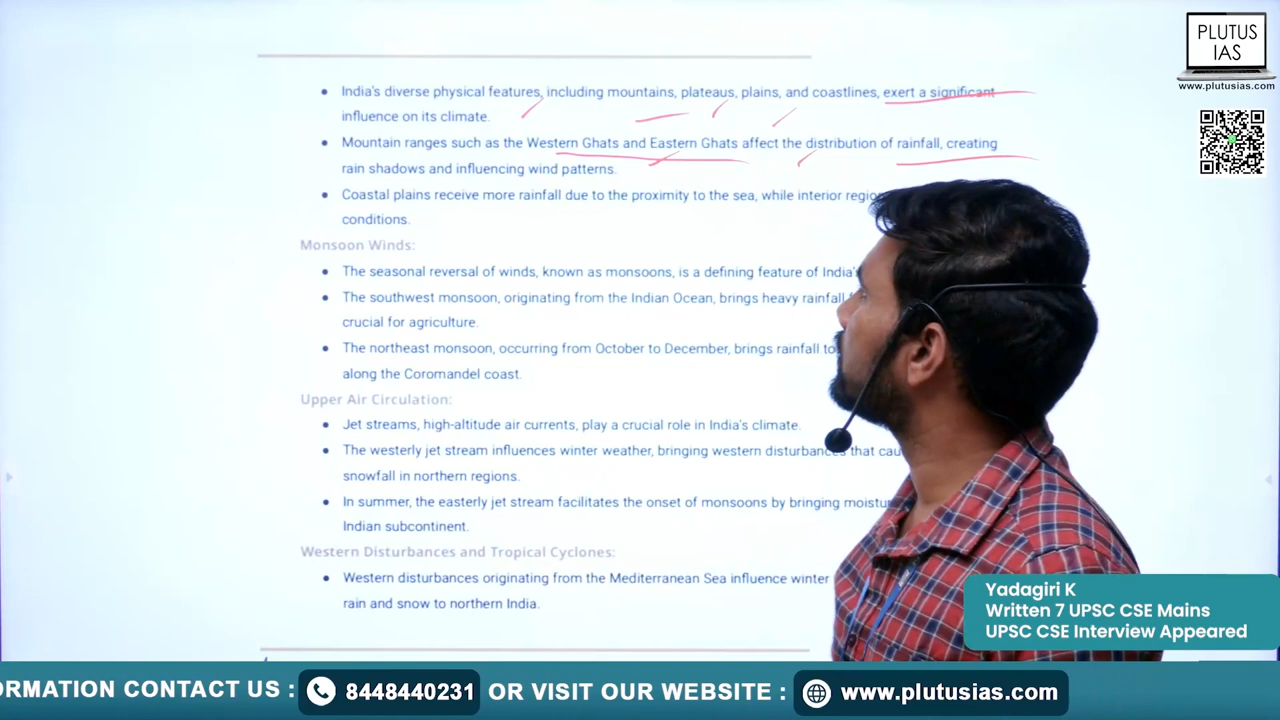 PLUTUS
IAS
www.plutusias.com
India's diverse physical features, including mountains, plateaus, plains, and coastlines, exert a significant
influence on its climate.
Mountain ranges such as the Western Ghats and Eastern Ghats affect the distribution of rainfall, creating
rain shadows and influencing wind patterns.
Coastal plains receive more rainfall due to the proximity to the sea, while interior regio
conditions.
Monsoon Winds:
The seasonal reversal of winds, known as monsoons, is a defining feature of India's
The southwest monsoon, originating from the Indian Ocean, brings heavy rainfall
crucial for agriculture.
The northeast monsoon, occurring from October to December, brings rainfall to
along the Coromandel coast.
Upper Air Circulation:
Jet streams, high-altitude air currents, play a crucial role in India's climate.
The westerly jet stream influences winter weather, bringing western disturbances that cau
snowfall in northern regions.
In summer, the easterly jet stream facilitates the onset of monsoons by bringing moistu
Indian subcontinent.
Western Disturbances and Tropical Cyclones:
Western disturbances originating from the Mediterranean Sea influence winter
rain and snow to northern India.
Yadagiri K
Written 7 UPSC CSE Mains
UPSC CSE Interview Appeared
ORMATION CONTACT US : 8448440231 OR VISIT OUR WEBSITE : www.plutusias.com